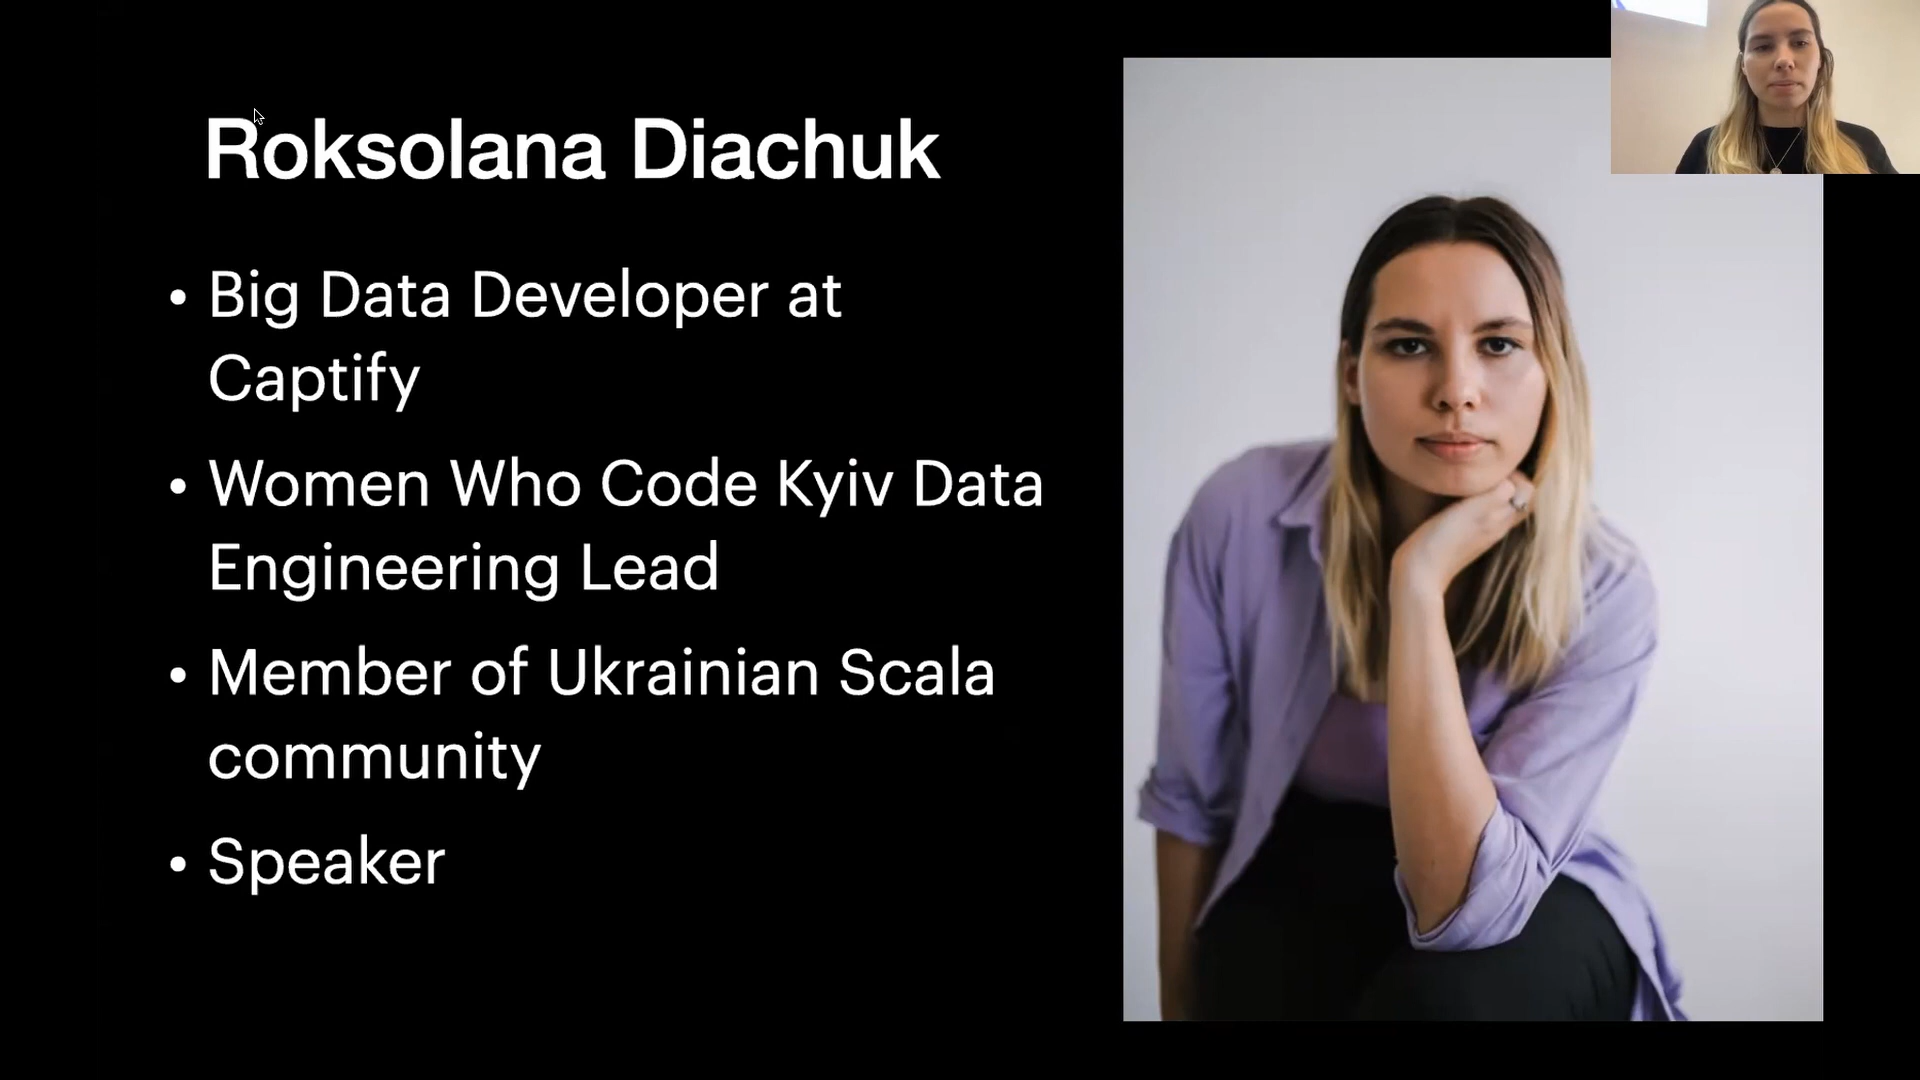 Roksolana Diachuk
• Big Data Developer at
Captify
• Women Who Code Kyiv Data
Engineering Lead
• Member of Ukrainian Scala
community
• Speaker